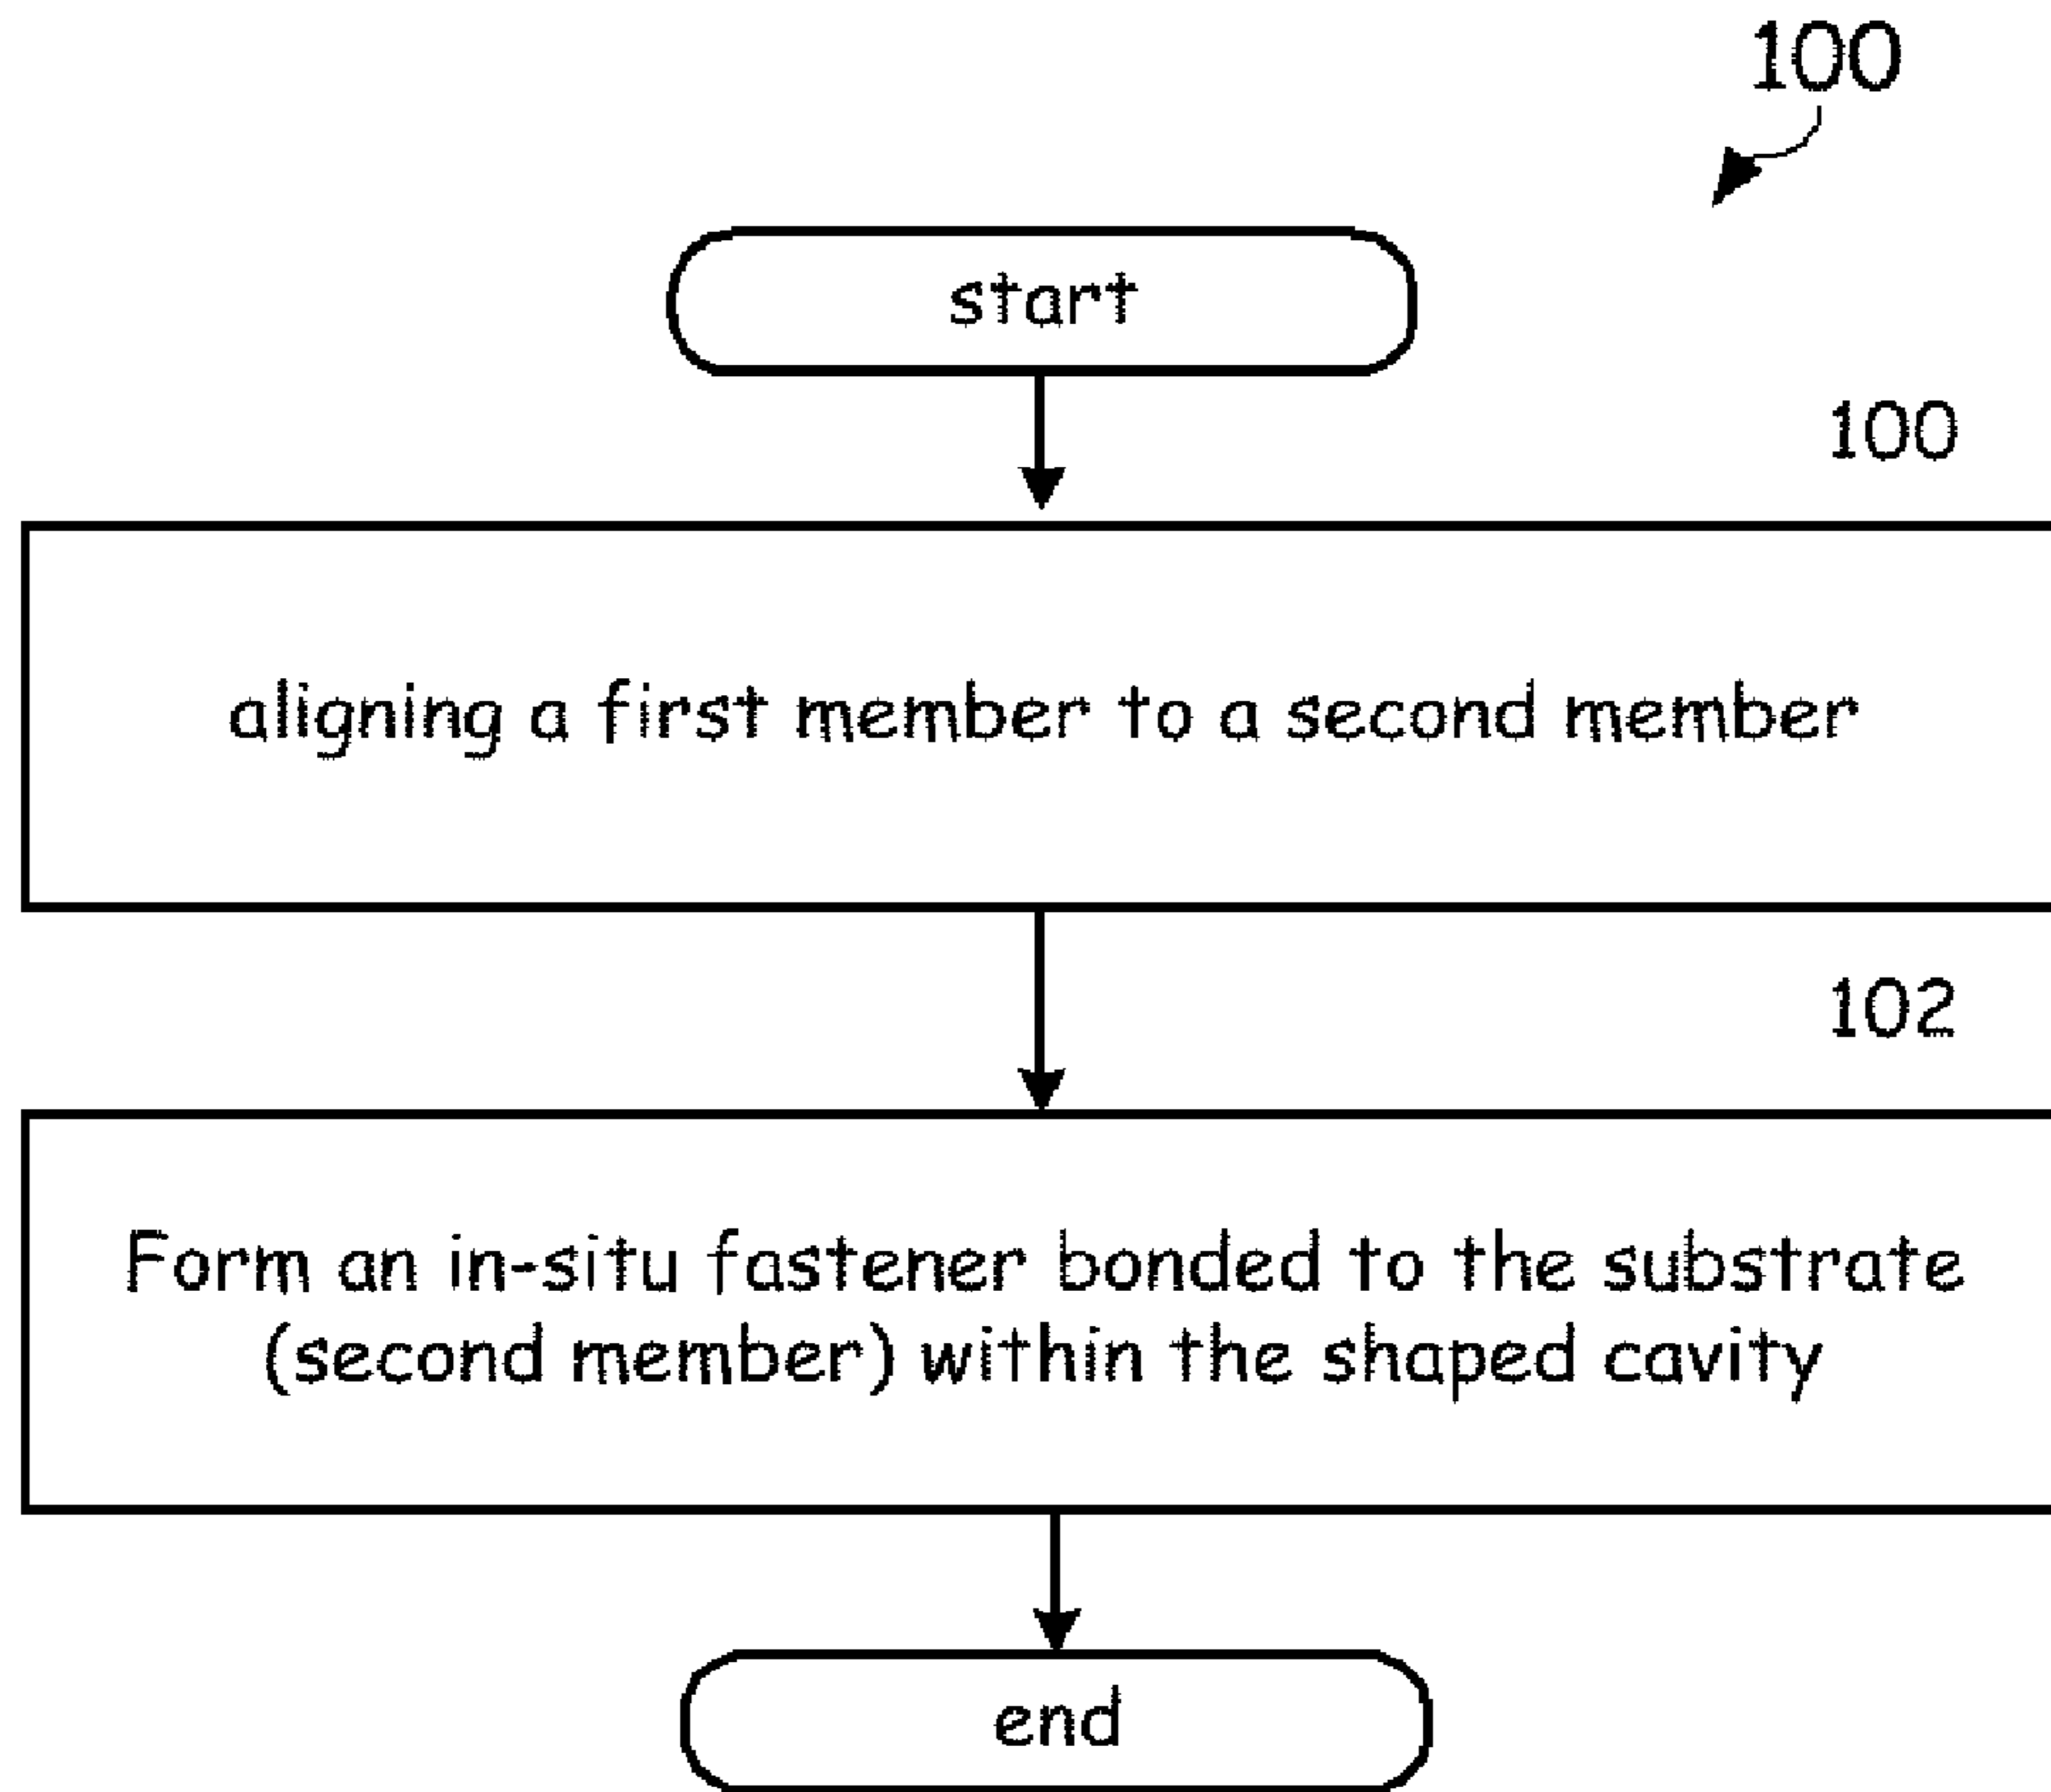 100
start
100
aligning a first member to a second member
102
Form an in-situ fastener bonded to the substrate
(second member) within the shaped cavity
end